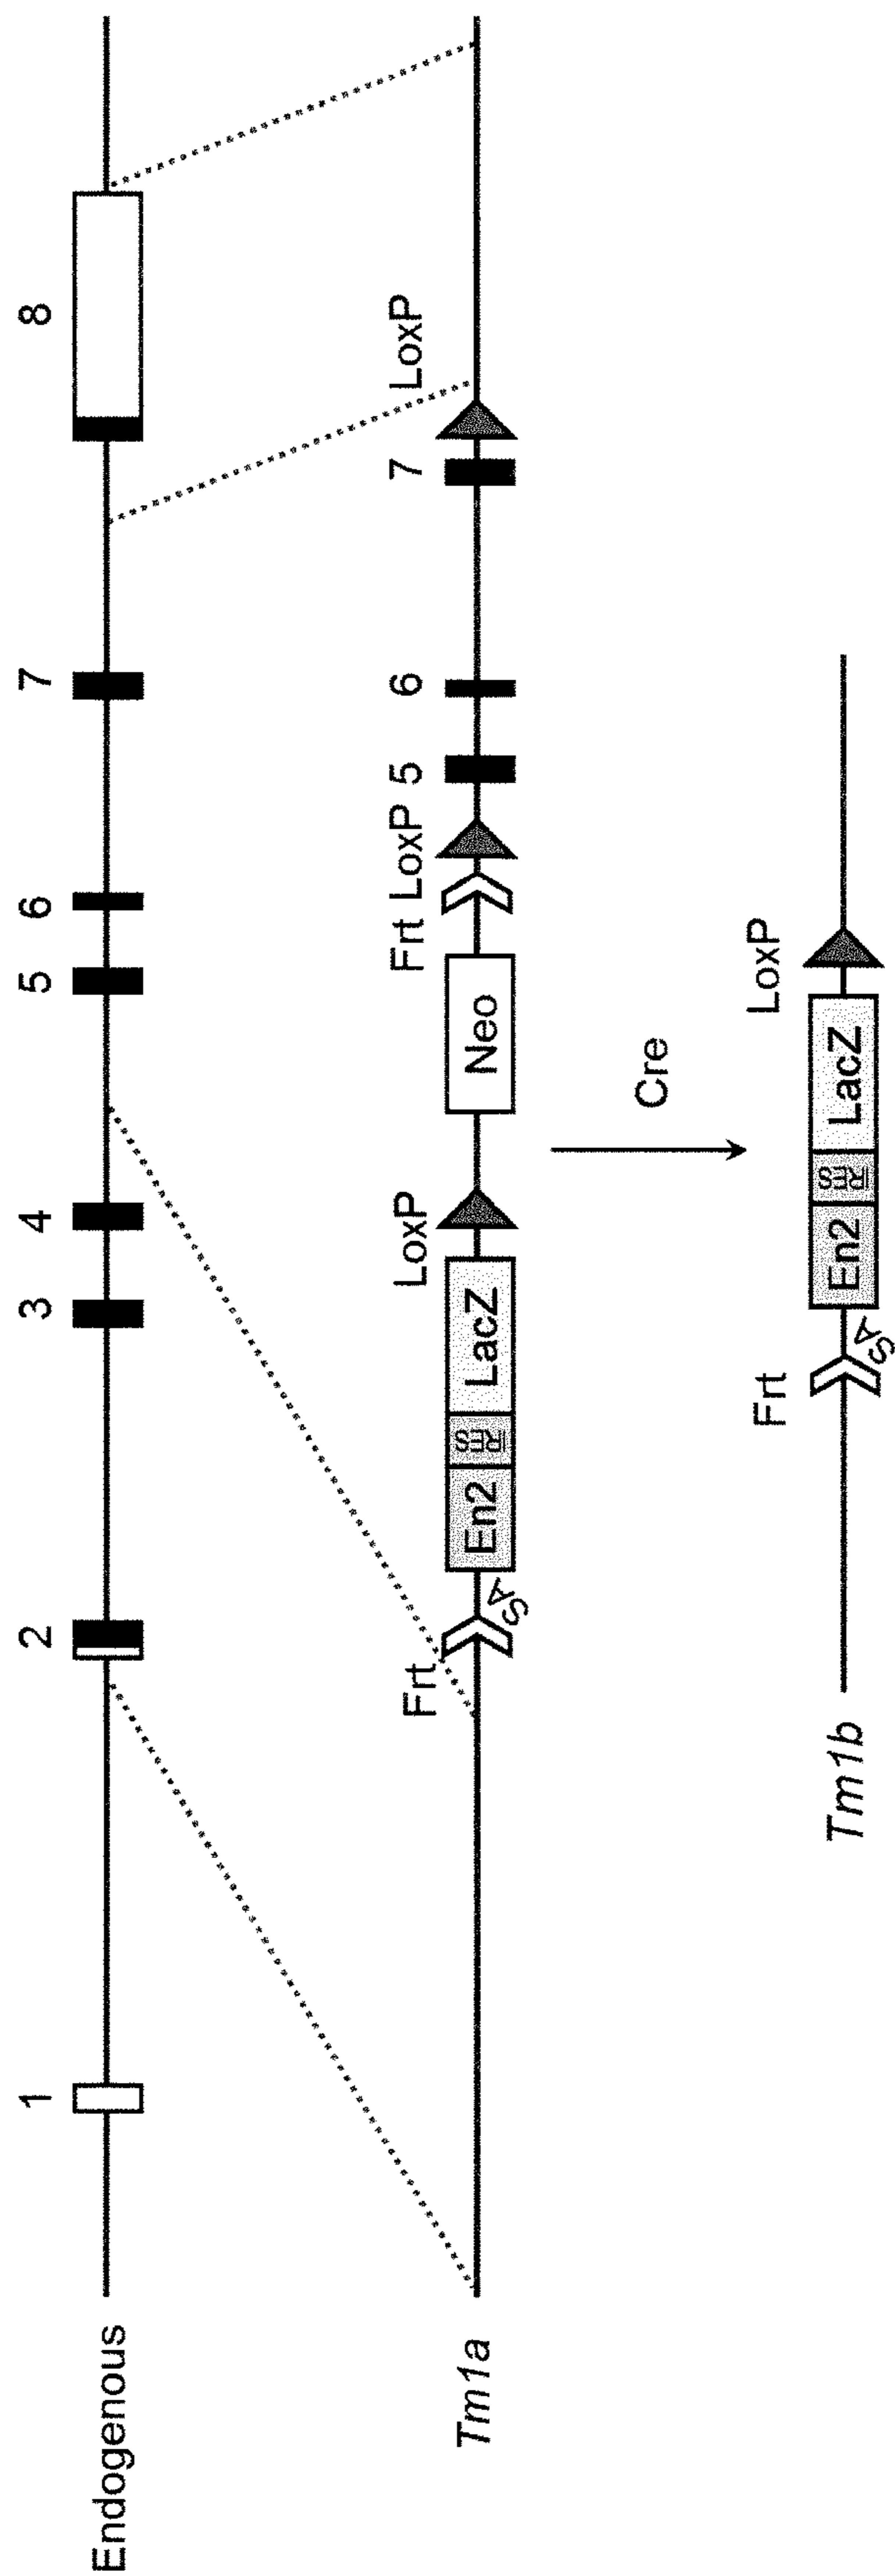 Endogenous
1 2 3 4 5 6 7 8
Tm1a
Frt SA En2 IRES LacZ LoxP Neo Frt LoxP 5 6 7 LoxP
Cre
Tm1b
Frt SA En2 IRES LacZ LoxP